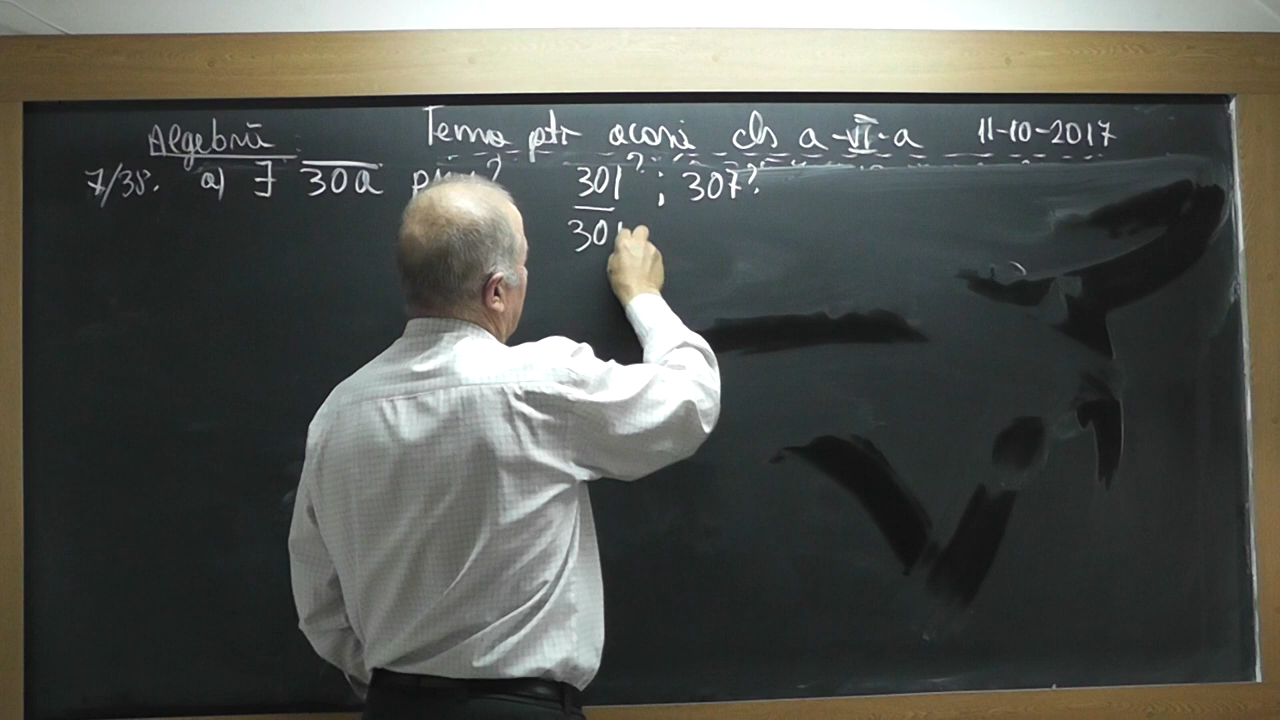 Algebră Tema ptr acasă cls a-VI-a 11-10-2017
7/38. a) ∃ 30a 301? ; 307?
301